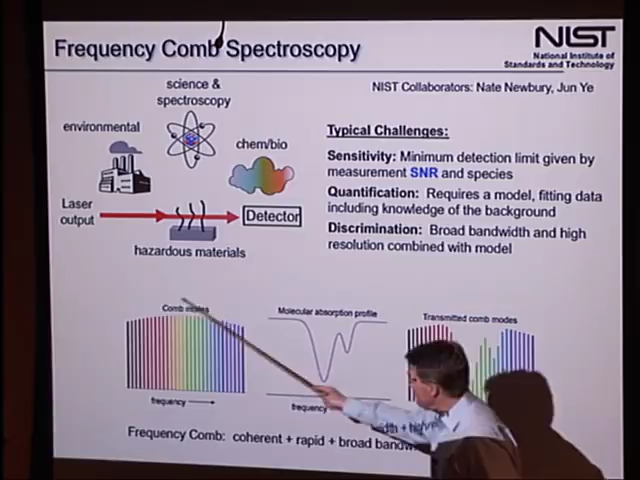 Frequency Comb Spectroscopy
NIST
National Institute of
Standards and Technology
NIST Collaborators: Nate Newbury, Jun Ye
science &
spectroscopy
environmental
chem/bio
Laser
output
Detector
hazardous materials
Typical Challenges:
Sensitivity: Minimum detection limit given by
measurement SNR and species
Quantification: Requires a model, fitting data
including knowledge of the background
Discrimination: Broad bandwidth and high
resolution combined with model
Comb modes
Molecular absorption profile
Transmitted comb modes
frequency
frequency
Frequency Comb: coherent + rapid + broad